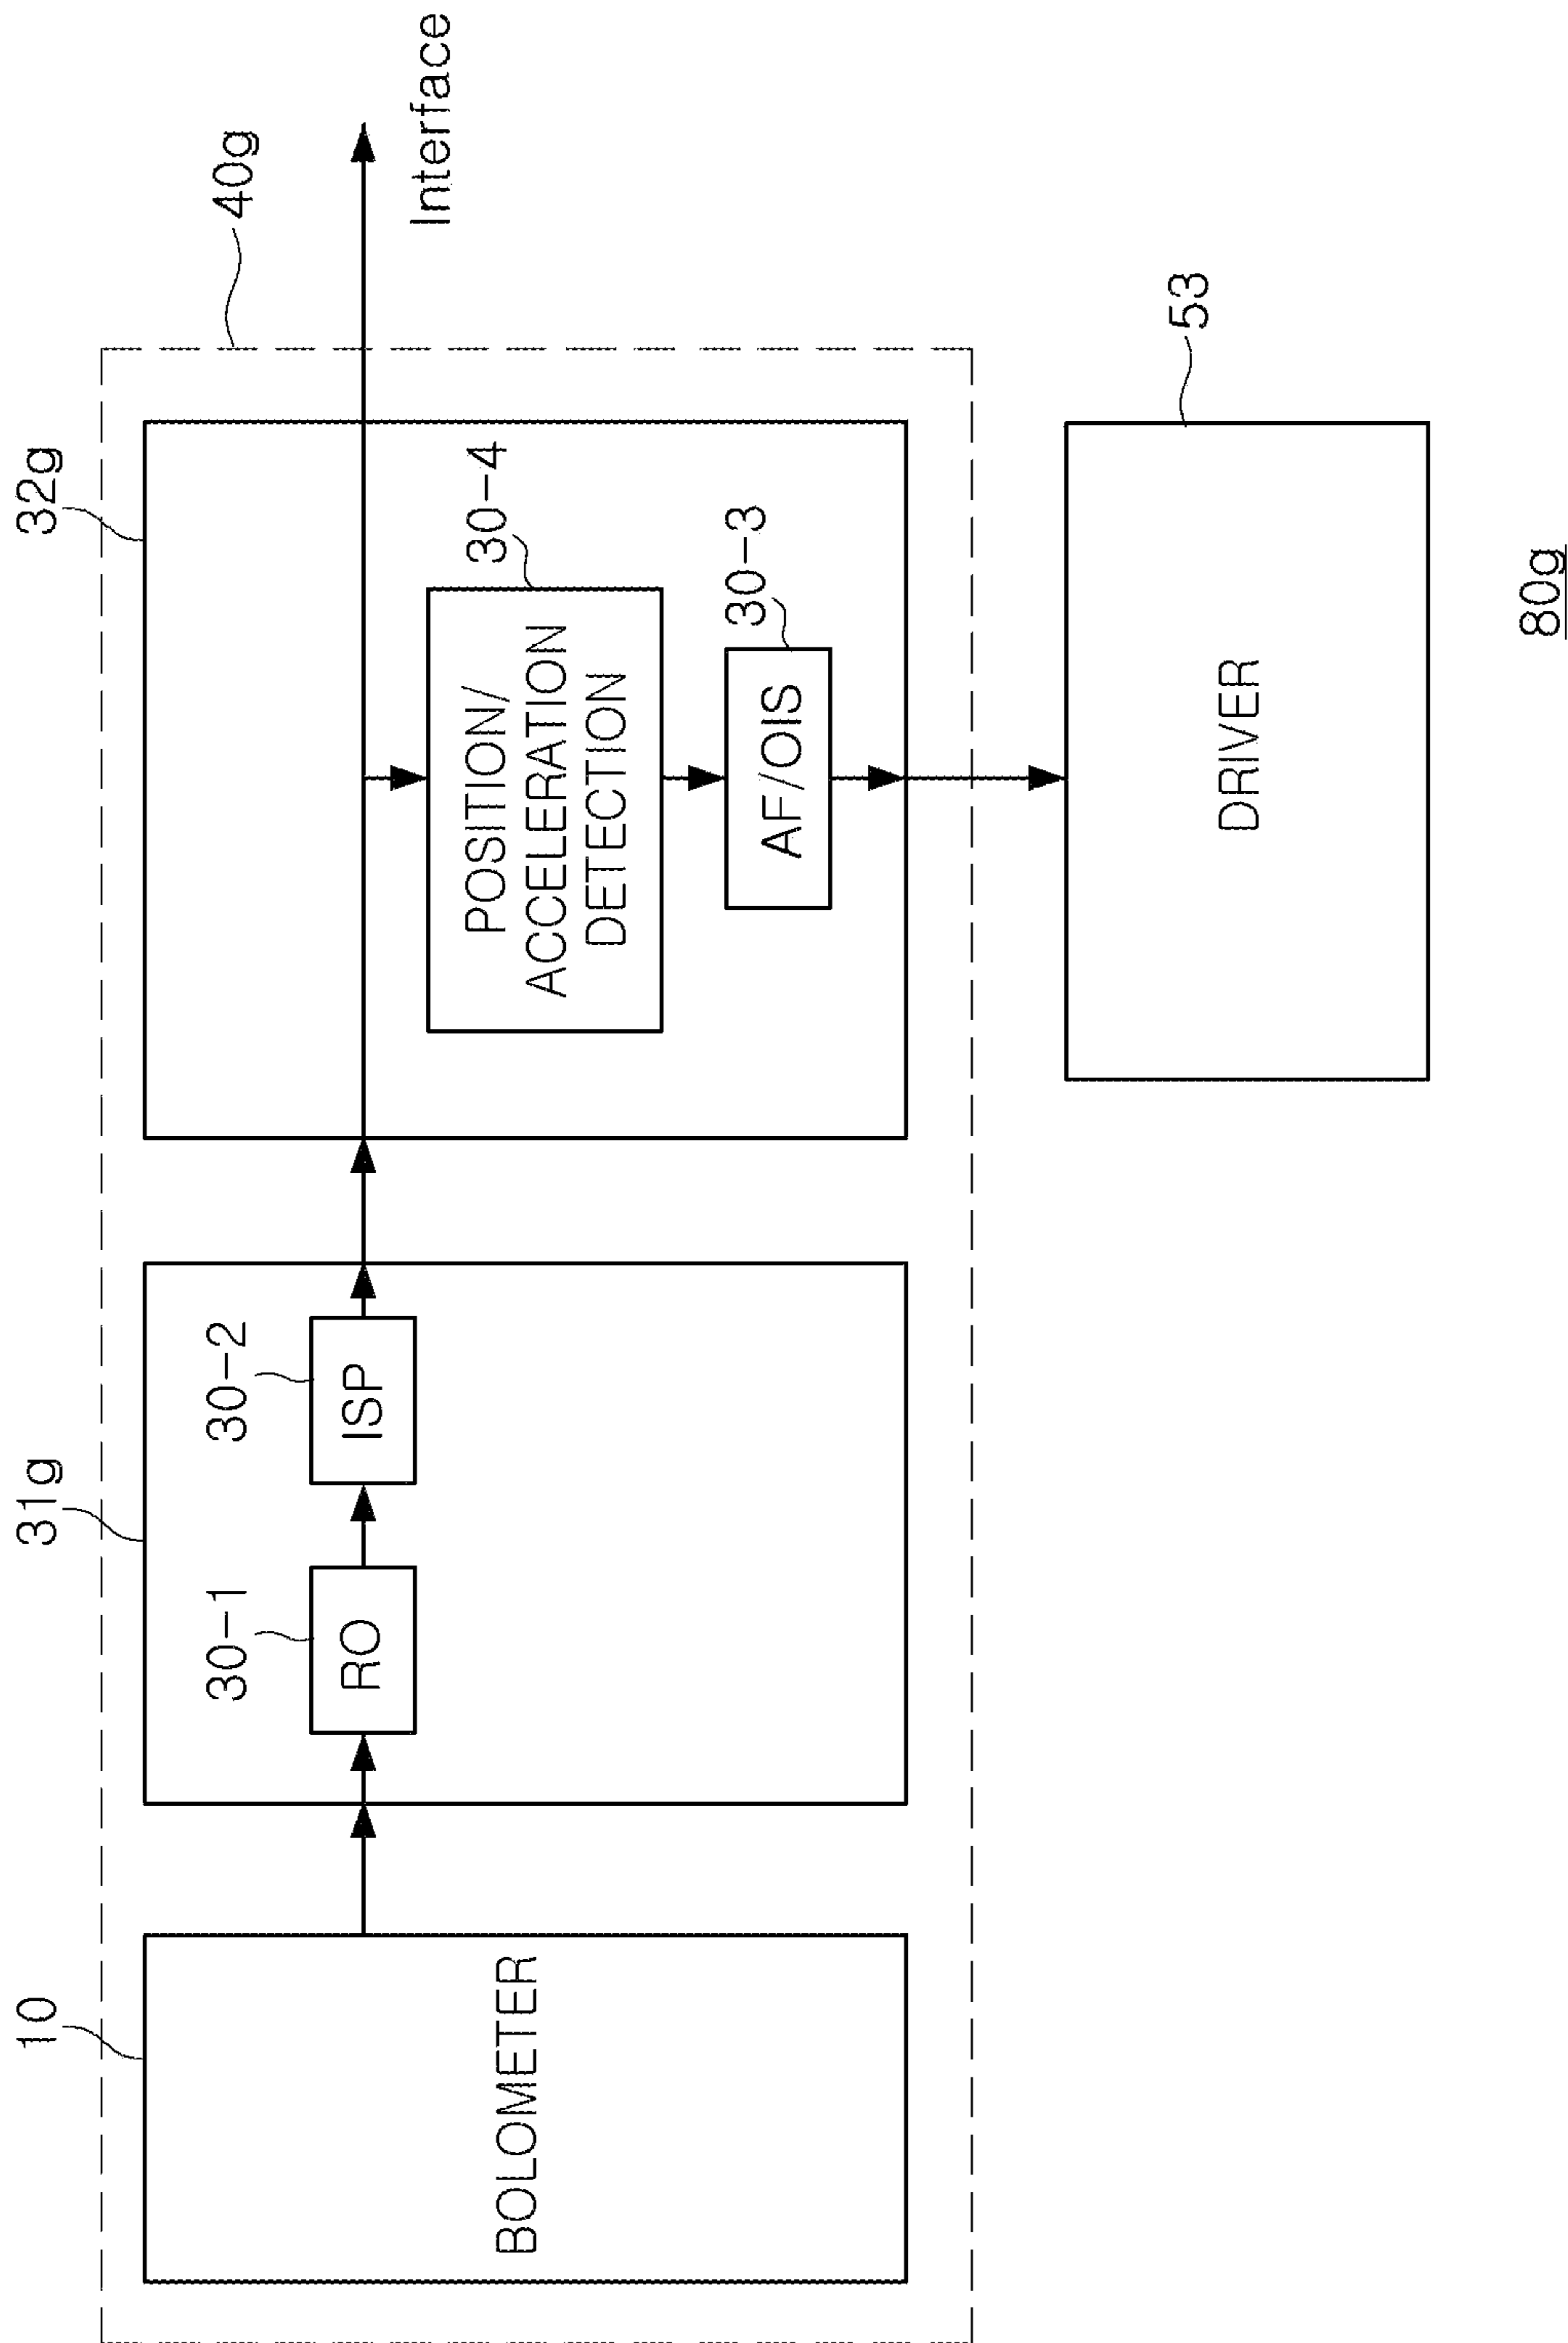 10
31g
32g
40g
BOLOMETER
30-1
RO
30-2
ISP
30-4
POSITION/
ACCELERATION
DETECTION
30-3
AF/OIS
Interface
53
DRIVER
80g